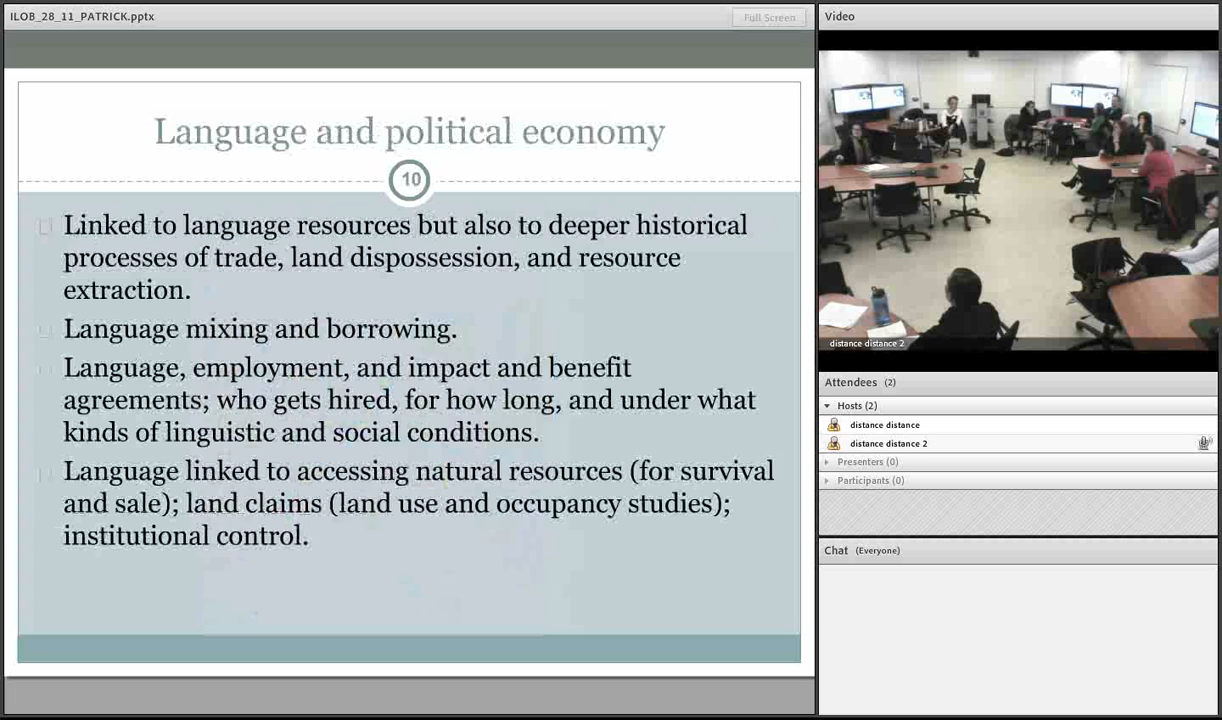 ILOB_28_11_PATRICK.pptx
Full Screen
Language and political economy
10
Linked to language resources but also to deeper historical
processes of trade, land dispossession, and resource
extraction.
Language mixing and borrowing.
Language, employment, and impact and benefit
agreements; who gets hired, for how long, and under what
kinds of linguistic and social conditions.
Language linked to accessing natural resources (for survival
and sale); land claims (land use and occupancy studies);
institutional control.
Video
distance distance 2
Attendees (2)
Hosts (2)
distance distance
distance distance 2
Presenters (0)
Participants (0)
Chat (Everyone)